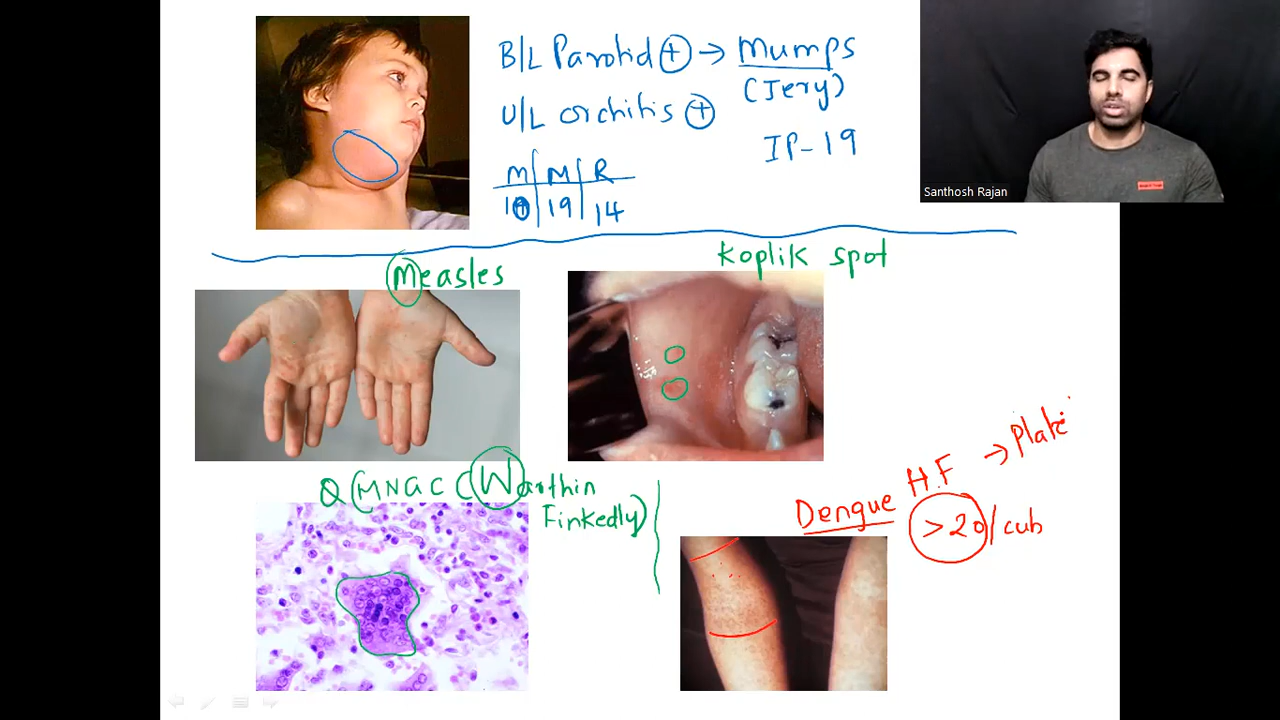 B/L Parotid + → Mumps
(Jery)
U/L orchitis +
IP-19
M M R
10 19 14
Santhosh Rajan
Koplik spot
Measles
Q (MNGC (Warthin
Finkedly)
Dengue H.F → Plate
>20/cub